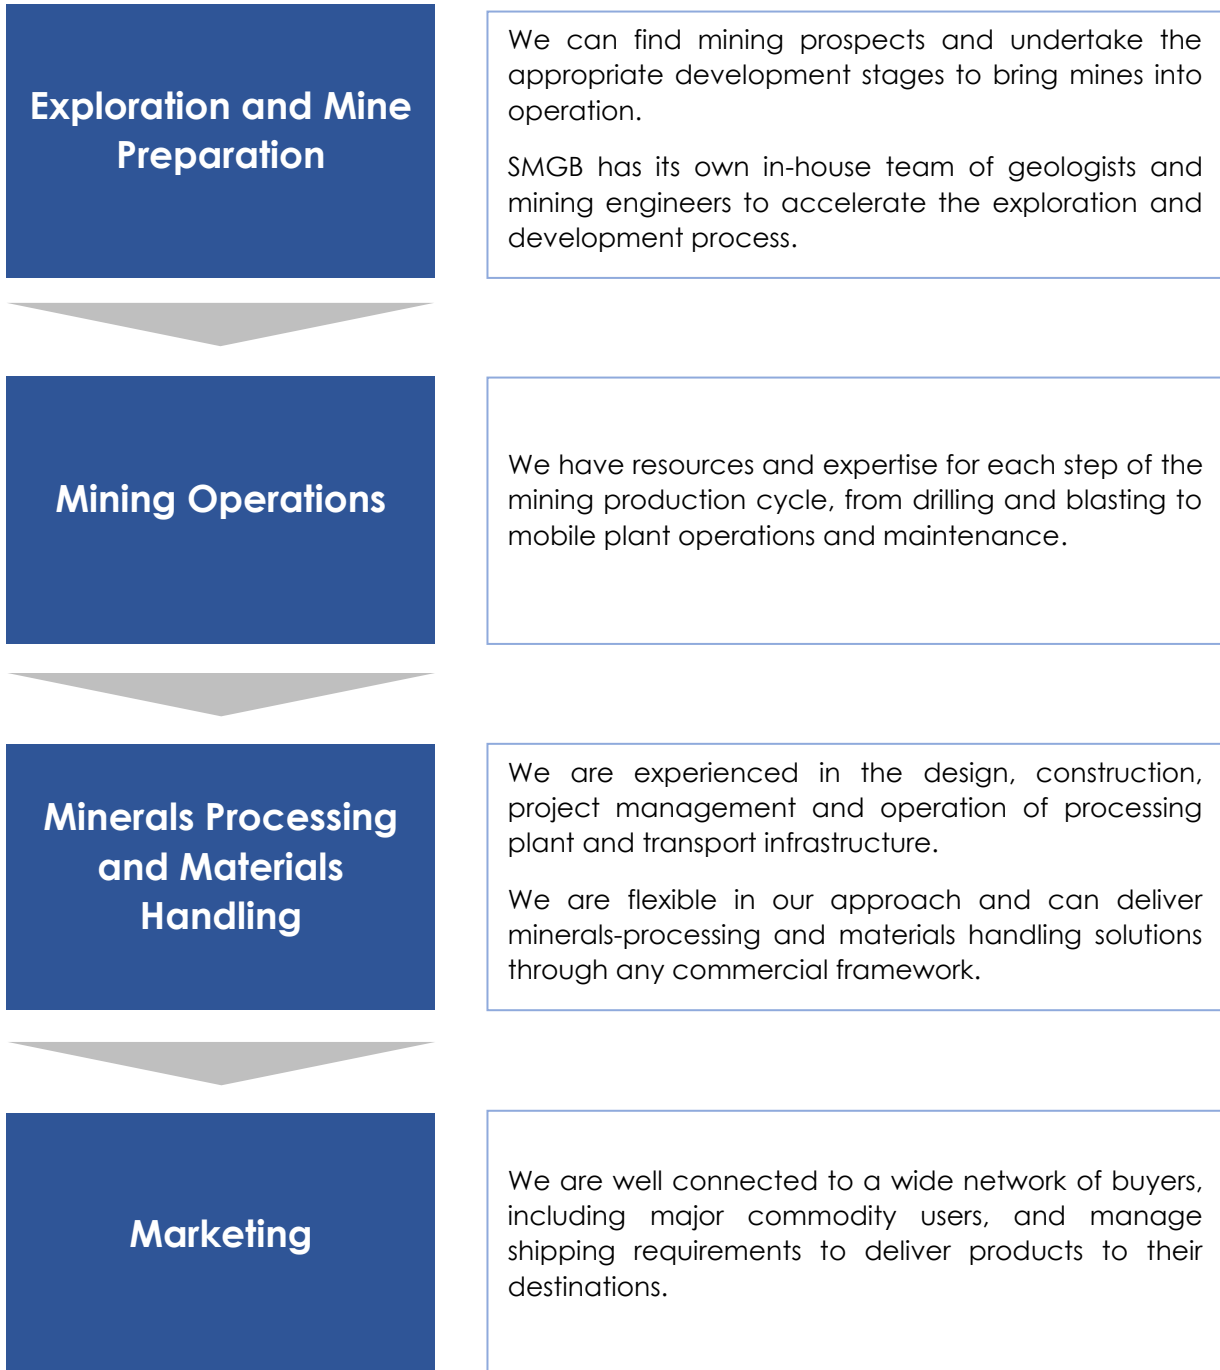 Exploration and Mine
Preparation
We can find mining prospects and undertake the
appropriate development stages to bring mines into
operation.
SMGB has its own in-house team of geologists and
mining engineers to accelerate the exploration and
development process.
Mining Operations
We have resources and expertise for each step of the
mining production cycle, from drilling and blasting to
mobile plant operations and maintenance.
Minerals Processing
and Materials
Handling
We are experienced in the design, construction,
project management and operation of processing
plant and transport infrastructure.
We are flexible in our approach and can deliver
minerals-processing and materials handling solutions
through any commercial framework.
Marketing
We are well connected to a wide network of buyers,
including major commodity users, and manage
shipping requirements to deliver products to their
destinations.